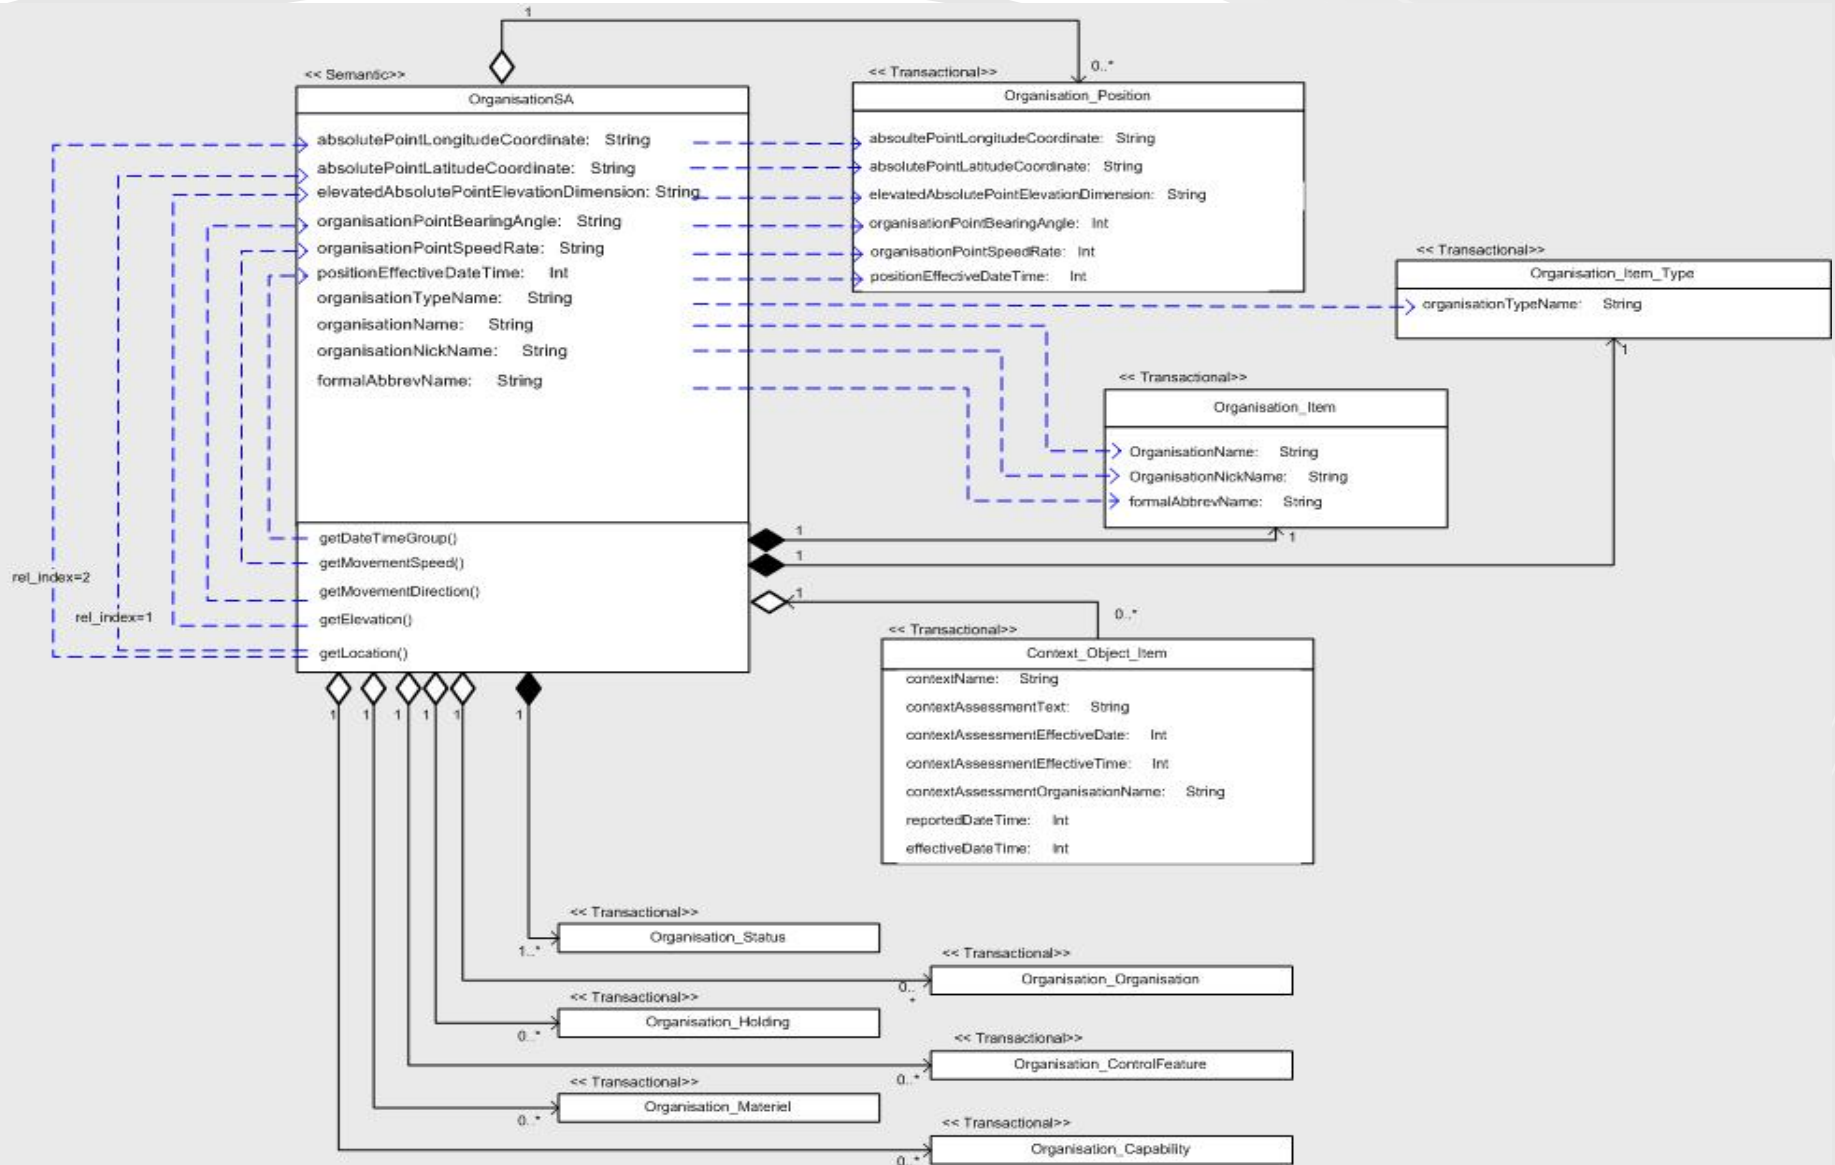 1
0..*
<< Semantic>>
OrganisationSA
absolutePointLongitudeCoordinate: String
absolutePointLatitudeCoordinate: String
elevatedAbsolutePointElevationDimension: String
organisationPointBearingAngle: String
organisationPointSpeedRate: String
positionEffectiveDateTime: Int
organisationTypeName: String
organisationName: String
organisationNickName: String
formalAbbrevName: String
getDateTimeGroup()
getMovementSpeed()
getMovementDirection()
getElevation()
getLocation()
rel_index=2
rel_index=1
<< Transactional>>
Organisation_Position
absoultePointLongitudeCoordinate: String
absolutePointLatitudeCoordinate: String
elevatedAbsolutePointElevationDimension: String
organisationPointBearingAngle: Int
organisationPointSpeedRate: Int
positionEffectiveDateTime: Int
<< Transactional>>
Organisation_Item_Type
organisationTypeName: String
1
<< Transactional>>
Organisation_Item
OrganisationName: String
OrganisationNickName: String
formalAbbrevName: String
1
1
1
1
0..*
<< Transactional>>
Context_Object_Item
contextName: String
contextAssessmentText: String
contextAssessmentEffectiveDate: Int
contextAssessmentEffectiveTime: Int
contextAssessmentOrganisationName: String
reportedDateTime: Int
effectiveDateTime: Int
1
1
1
1
1
1
<< Transactional>>
Organisation_Status
1..*
<< Transactional>>
Organisation_Organisation
0..
*
<< Transactional>>
Organisation_Holding
0..*
<< Transactional>>
Organisation_ControlFeature
0..*
<< Transactional>>
Organisation_Materiel
0..*
<< Transactional>>
Organisation_Capability
0..*